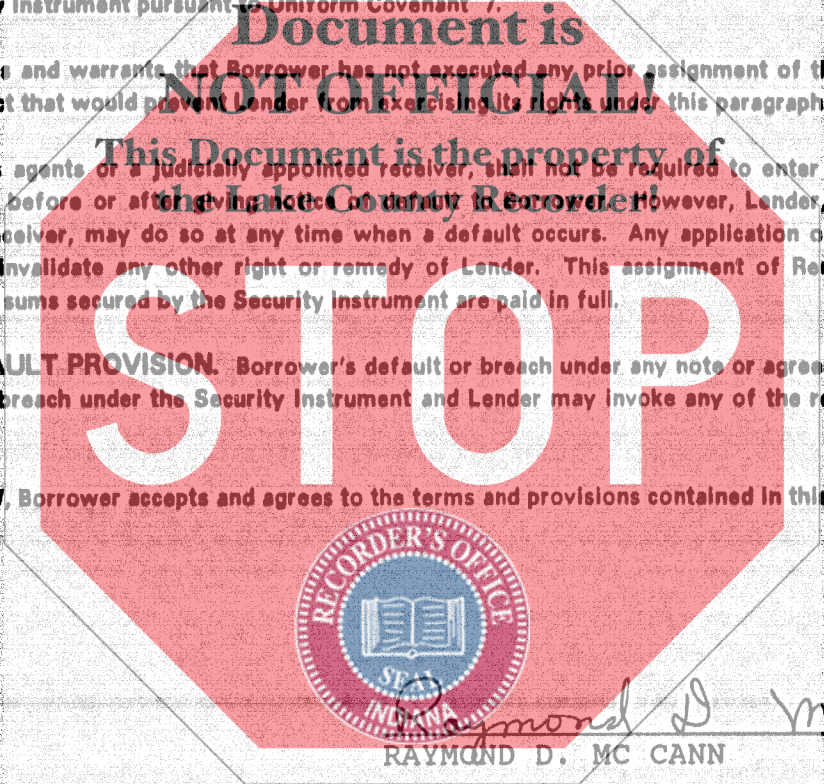 Instrument pursuant to Uniform Covenant 7.
Document is
and warrants that Borrower has not executed any prior assignment of
NOT OFFICIAL!
that would prevent Lender from exercising its rights under this paragraph
This Document is the property of
agents or a judicially appointed receiver, shall not be required to enter
the Lake County Recorder!
before or after giving notice of default to Borrower. However, Lender,
may do so at any time when a default occurs. Any application
invalidate any other right or remedy of Lender. This assignment of
sums secured by the Security Instrument are paid in full.
STOP
PROVISION. Borrower's default or breach under any note or
breach under the Security Instrument and Lender may invoke any of the
Borrower accepts and agrees to the terms and provisions contained in
RECORDER'S OFFICE
SEAL
INDIANA
Raymond D M
RAYMOND D. MC CANN